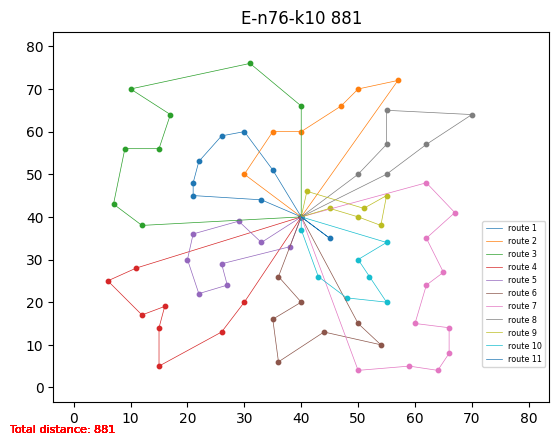 E-n76-k10 881
80
70
60
50
40
30
20
10
0
0 10 20 30 40 50 60 70 80
route 1
route 2
route 3
route 4
route 5
route 6
route 7
route 8
route 9
route 10
route 11
Total distance: 881